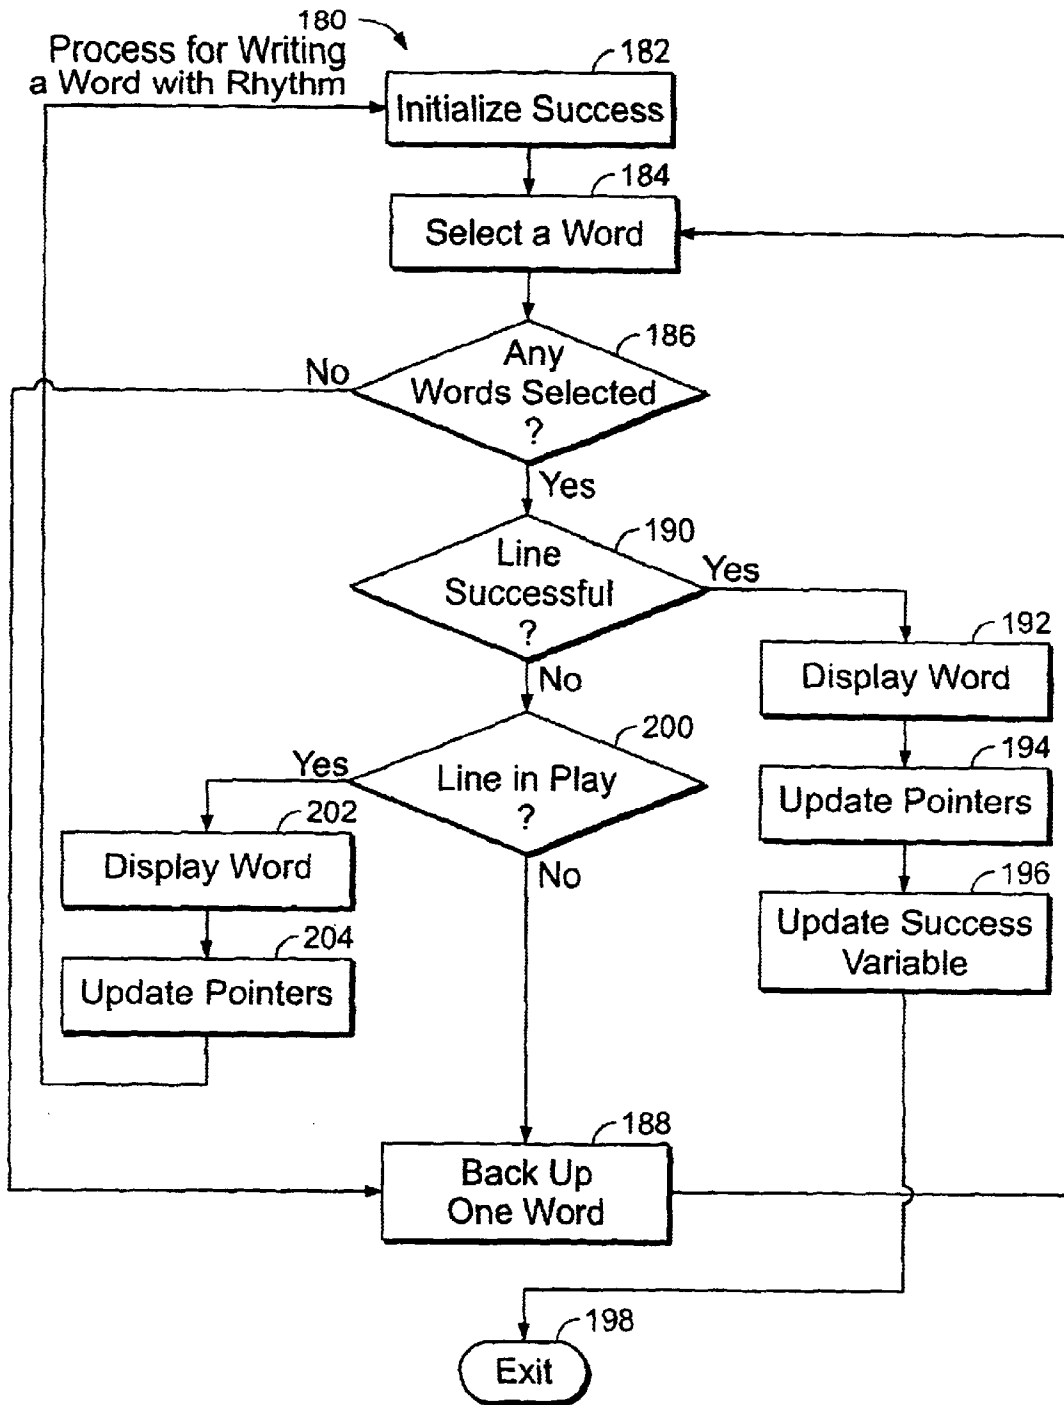 180
Process for Writing
a Word with Rhythm
182
Initialize Success
184
Select a Word
186
Any
Words Selected
?
No
Yes
190
Line
Successful
?
Yes
No
192
Display Word
194
Update Pointers
196
Update Success
Variable
200
Line in Play
?
Yes
No
202
Display Word
204
Update Pointers
188
Back Up
One Word
198
Exit